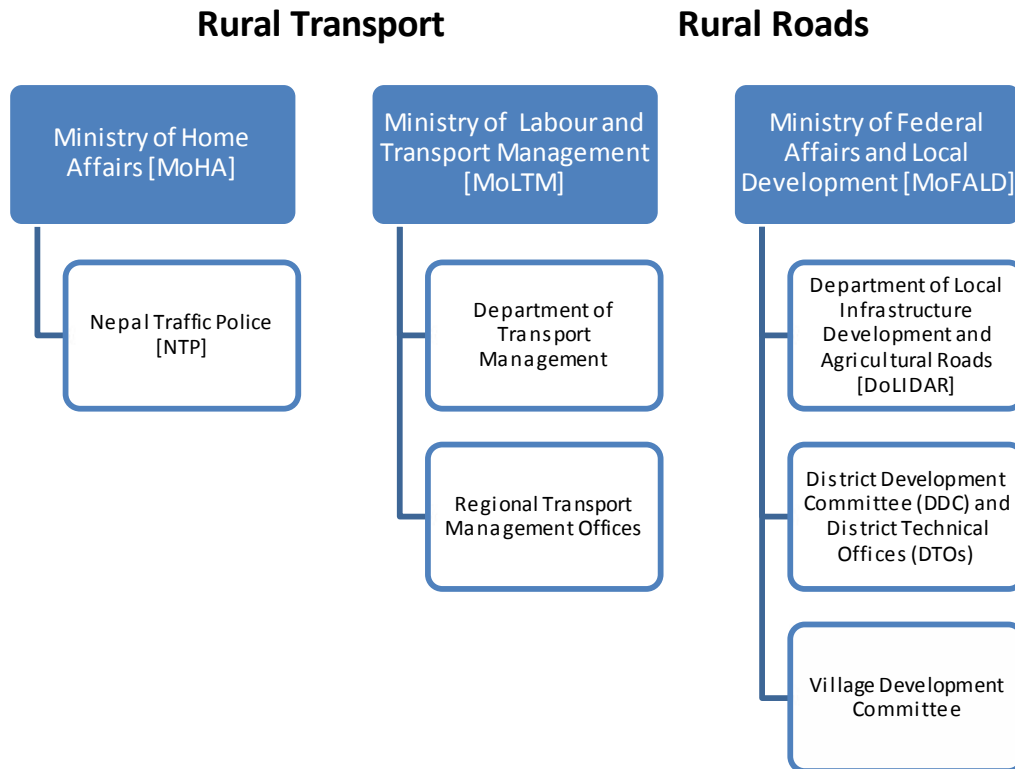 Rural Transport
Rural Roads
Ministry of Home
Affairs [MoHA]
Nepal Traffic Police
[NTP]
Ministry of Labour and
Transport Management
[MoLTM]
Department of
Transport
Management
Regional Transport
Management Offices
Ministry of Federal
Affairs and Local
Development [MoFALD]
Department of Local
Infrastructure
Development and
Agricultural Roads
[DoLIDAR]
District Development
Committee (DDC) and
District Technical
Offices (DTOs)
Village Development
Committee